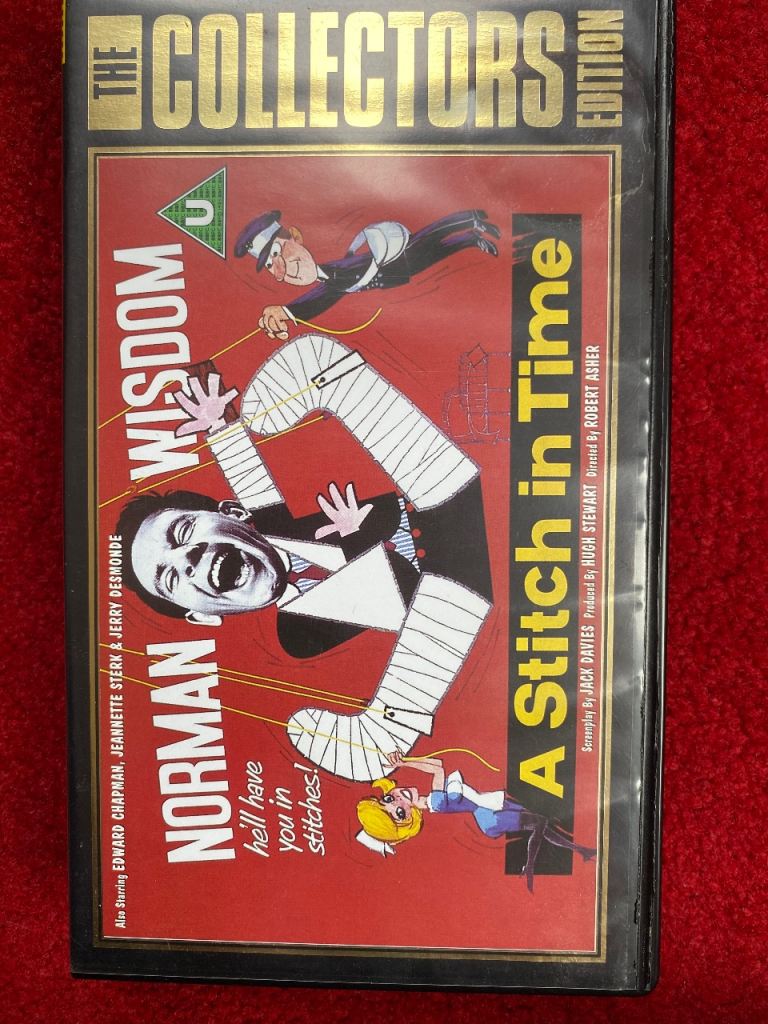 THE
COLLECTORS
EDITION
Also Starring EDWARD CHAPMAN, JEANNETTE STERK & JERRY DESMONDE
NORMAN WISDOM
U
he'll have
you in
stitches!
A Stitch in Time
Screenplay By JACK DAVIES Produced By HUGH STEWART Directed By ROBERT ASHER